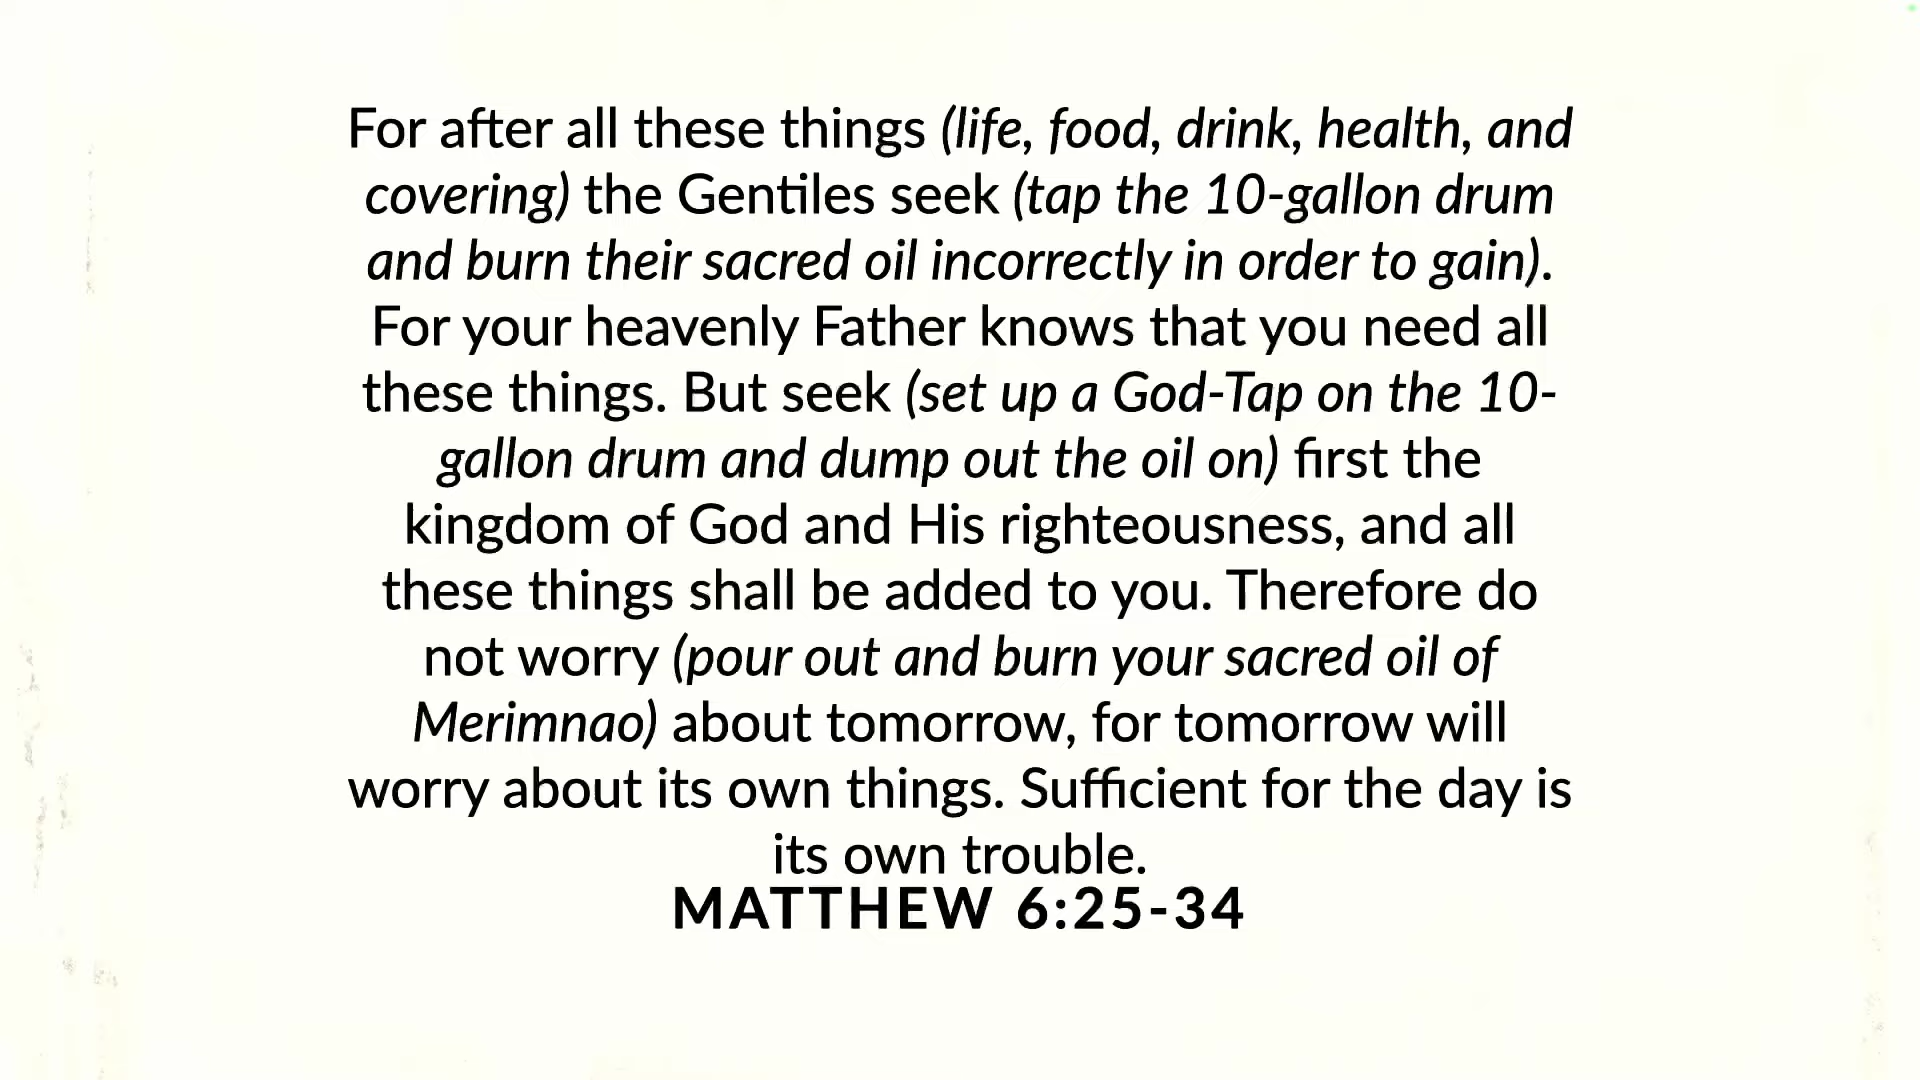 For after all these things (life, food, drink, health, and
covering) the Gentiles seek (tap the 10-gallon drum
and burn their sacred oil incorrectly in order to gain).
For your heavenly Father knows that you need all
these things. But seek (set up a God-Tap on the 10-
gallon drum and dump out the oil on) first the
kingdom of God and His righteousness, and all
these things shall be added to you. Therefore do
not worry (pour out and burn your sacred oil of
Merimnao) about tomorrow, for tomorrow will
worry about its own things. Sufficient for the day is
its own trouble.
MATTHEW 6:25-34